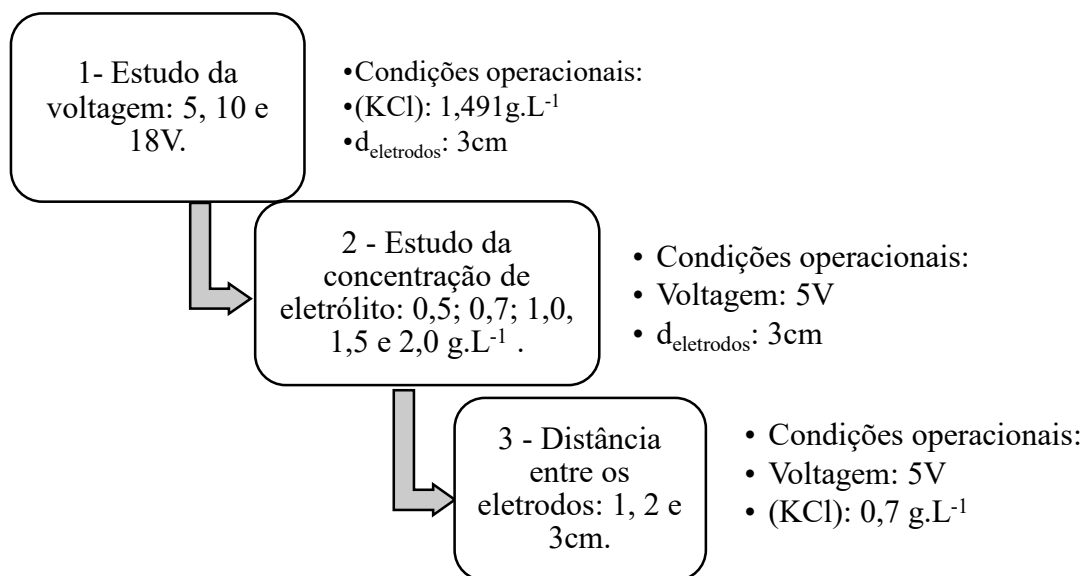 1- Estudo da
voltagem: 5, 10 e
18V.
•Condições operacionais:
•(KCl): 1,491g.L-1
•deletrodos: 3cm
2 - Estudo da
concentração de
eletrólito: 0,5; 0,7; 1,0,
1,5 e 2,0 g.L-1 .
• Condições operacionais:
• Voltagem: 5V
• deletrodos: 3cm
3 - Distância
entre os
eletrodos: 1, 2 e
3cm.
• Condições operacionais:
• Voltagem: 5V
• (KCl): 0,7 g.L-1